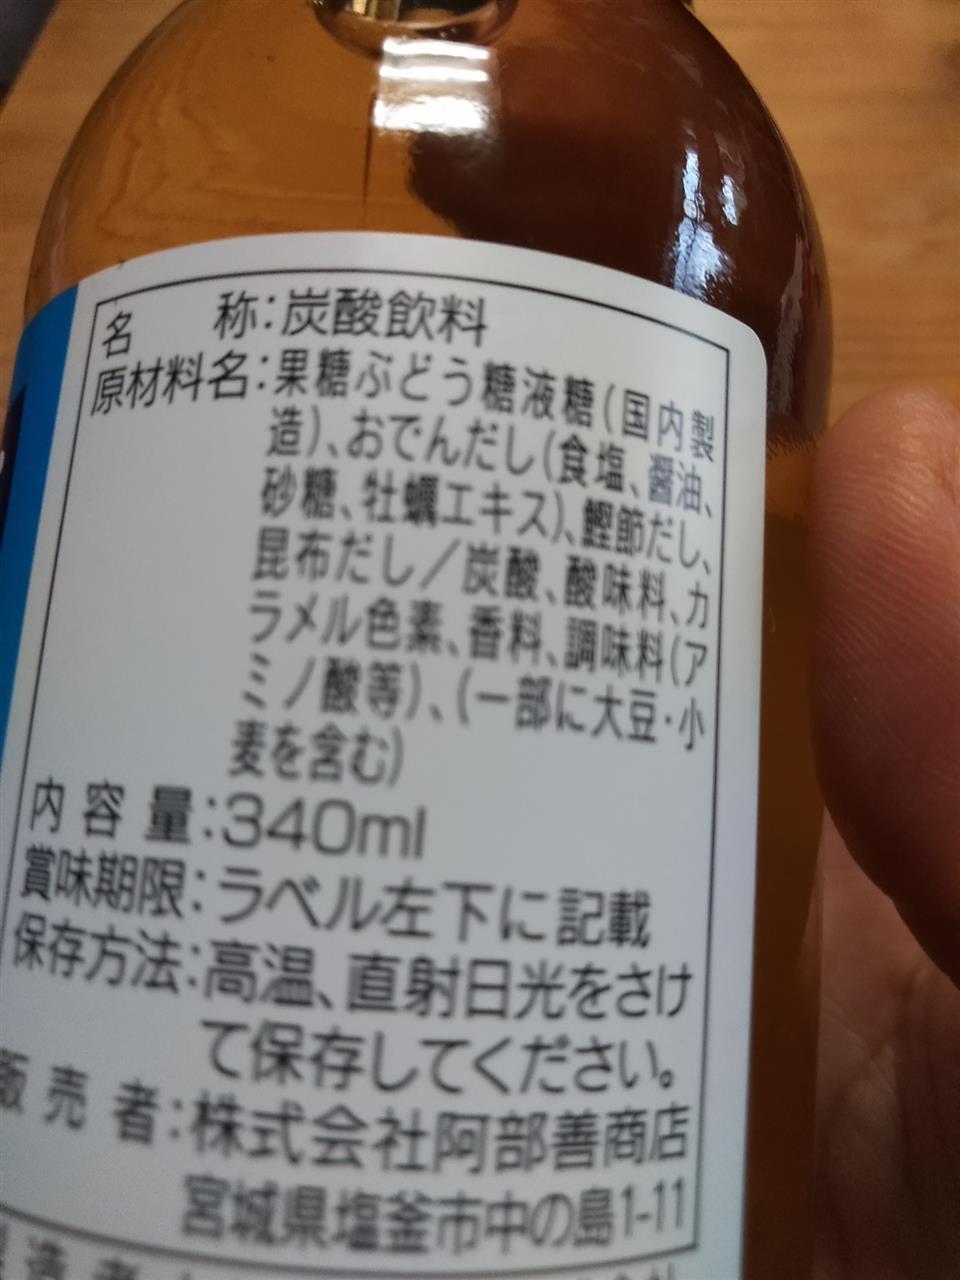 名　　称：炭酸飲料
原材料名：果糖ぶどう糖液糖(国内製
造)、おでんだし(食塩、醤油、
砂糖、牡蠣エキス)、鰹節だし、
昆布だし／炭酸、酸味料、カ
ラメル色素、香料、調味料(ア
ミノ酸等)、(一部に大豆・小
麦を含む)
内 容 量：340ml
賞味期限：ラベル左下に記載
保存方法：高温、直射日光をさけ
て保存してください。
販 売 者：株式会社阿部善商店
宮城県塩釜市中の島1-11
造 者